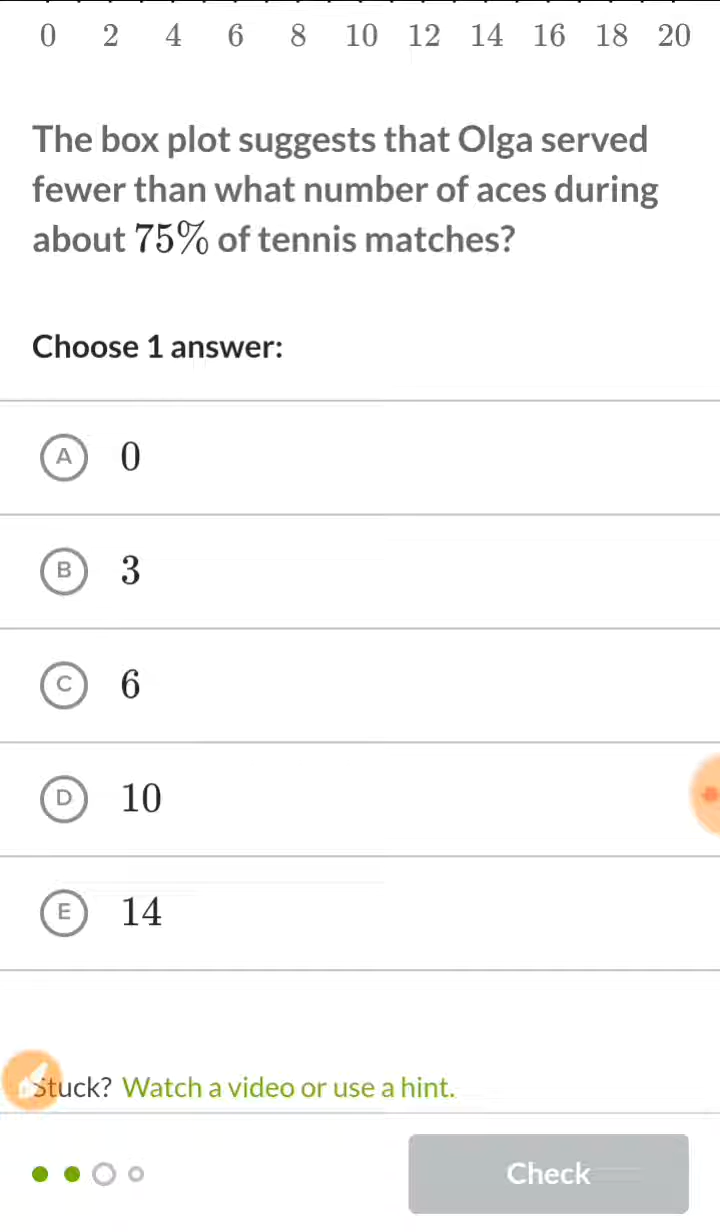 0 2 4 6 8 10 12 14 16 18 20
The box plot suggests that Olga served
fewer than what number of aces during
about 75% of tennis matches?
Choose 1 answer:
A 0
B 3
C 6
D 10
E 14
Stuck? Watch a video or use a hint.
Check